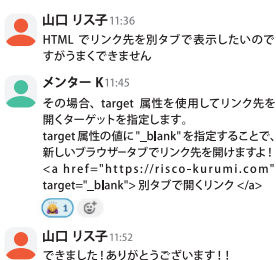 山口 リス子 11:36
HTML でリンク先を別タブで表示したいので
すがうまくできません
メンター K 11:45
その場合、target 属性を使用してリンク先を
開くターゲットを指定します。
target 属性の値に "_blank" を指定することで、
新しいブラウザータブでリンク先を開けますよ！
<a href="https://risco-kurumi.com"
target="_blank"> 別タブで開くリンク </a>
1
山口 リス子 11:52
できました！ありがとうございます！！